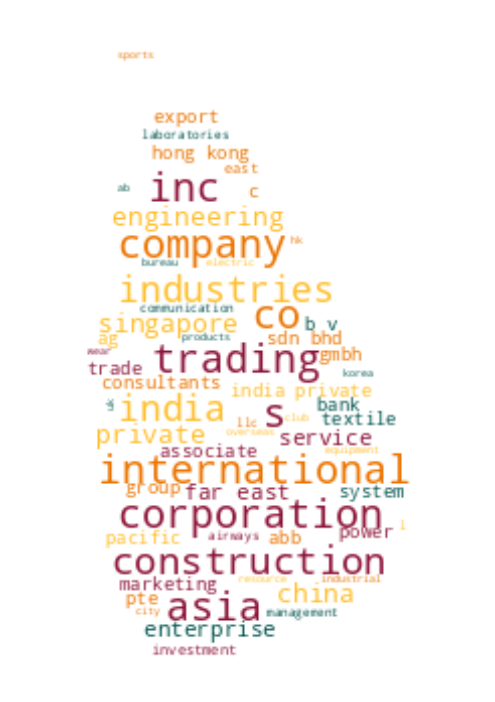 sports
export
laboratories
hong kong
east
ab inc c
engineering
company hk
bureau electric
industries
communication
singapore co b v
ag products sdn bhd
wear trading gmbh
trade korea
consultants
india private
india s bank
llc club textile
private overseas service
associate equipment
international
group far east system
corporation
pacific airways abb power
construction
marketing resource industrial
pte china
city asia management
enterprise
investment